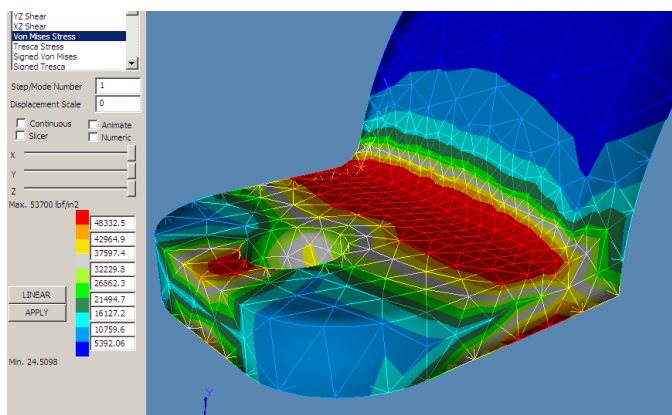 YZ Shear
XZ Shear
Von Mises Stress
Tresca Stress
Signed Von Mises
Signed Tresca
Step/Mode Number 1
Displacement Scale 0
Continuous Animate
Slicer Numeric
X
Y
Z
Max. 53700 lbf/in2
48332.5
42964.9
37597.4
32229.8
26862.3
21494.7
16127.2
10759.6
5392.06
LINEAR
APPLY
Min. 24.5098
Y